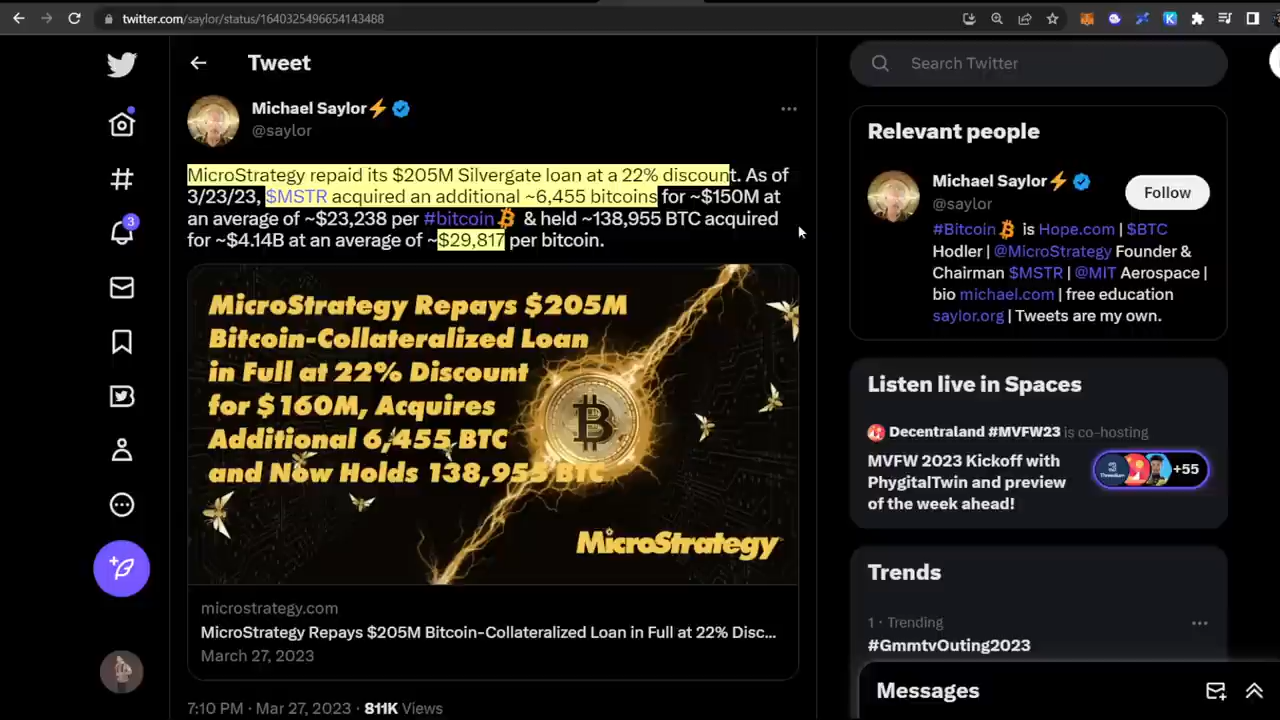 twitter.com/saylor/status/1640325496654143488
Tweet
Search Twitter
Michael Saylor⚡
@saylor
MicroStrategy repaid its $205M Silvergate loan at a 22% discount. As of
3/23/23, $MSTR acquired an additional ~6,455 bitcoins for ~$150M at
an average of ~$23,238 per #bitcoin & held ~138,955 BTC acquired
for ~$4.14B at an average of ~$29,817 per bitcoin.
MicroStrategy Repays $205M
Bitcoin-Collateralized Loan
in Full at 22% Discount
for $160M, Acquires
Additional 6,455 BTC
and Now Holds 138,955 BTC
MicroStrategy
microstrategy.com
MicroStrategy Repays $205M Bitcoin-Collateralized Loan in Full at 22% Disc...
March 27, 2023
7:10 PM · Mar 27, 2023 · 811K Views
3
Relevant people
Michael Saylor⚡
@saylor
Follow
#Bitcoin is Hope.com | $BTC
Hodler | @MicroStrategy Founder &
Chairman $MSTR | @MIT Aerospace |
bio michael.com | free education
saylor.org | Tweets are my own.
Listen live in Spaces
Decentraland #MVFW23 is co-hosting
MVFW 2023 Kickoff with
PhygitalTwin and preview
of the week ahead!
+55
Trends
1 · Trending
#GmmtvOuting2023
Messages